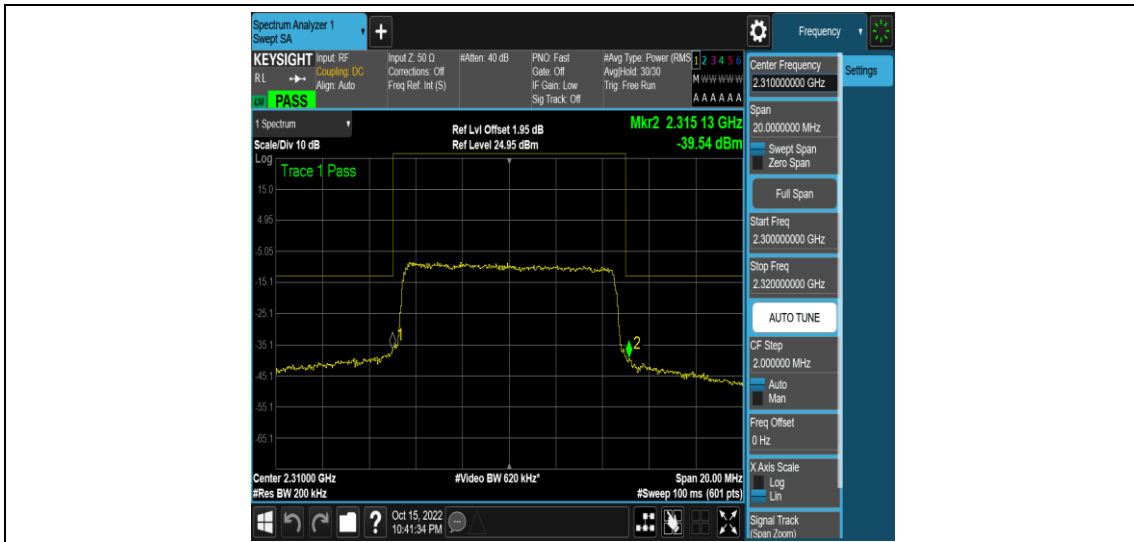 Spectrum Analyzer 1
Swept SA
+
Frequency
KEYSIGHT
RL
LXI PASS
Input: RF
Coupling: DC
Align: Auto
Input Z: 50 Ω
Corrections: Off
Freq Ref: Int (S)
#Atten: 40 dB
PNO: Fast
Gate: Off
IF Gain: Low
Sig Track: Off
#Avg Type: Power (RMS
Avg|Hold: 30/30
Trig: Free Run
1 2 3 4 5 6
M W W W W W
A A A A A A
1 Spectrum
Scale/Div 10 dB
Ref Lvl Offset 1.95 dB
Ref Level 24.95 dBm
Mkr2 2.315 13 GHz
-39.54 dBm
Log
Trace 1 Pass
15.0
4.95
-5.05
-15.1
-25.1
-35.1
-45.1
-55.1
-65.1
2
Center 2.31000 GHz
#Res BW 200 kHz
#Video BW 620 kHz*
Span 20.00 MHz
#Sweep 100 ms (601 pts)
Center Frequency
2.310000000 GHz
Settings
Span
20.0000000 MHz
Swept Span
Zero Span
Full Span
Start Freq
2.300000000 GHz
Stop Freq
2.320000000 GHz
AUTO TUNE
CF Step
2.000000 MHz
Auto
Man
Freq Offset
0 Hz
X Axis Scale
Log
Lin
Signal Track
(Span Zoom)
?
Oct 15, 2022
10:41:34 PM